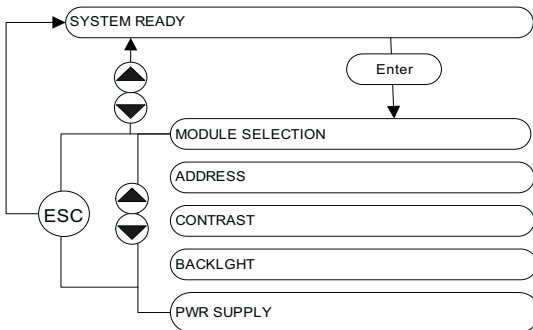 SYSTEM READY
Enter
MODULE SELECTION
ADDRESS
ESC
CONTRAST
BACKLGHT
PWR SUPPLY